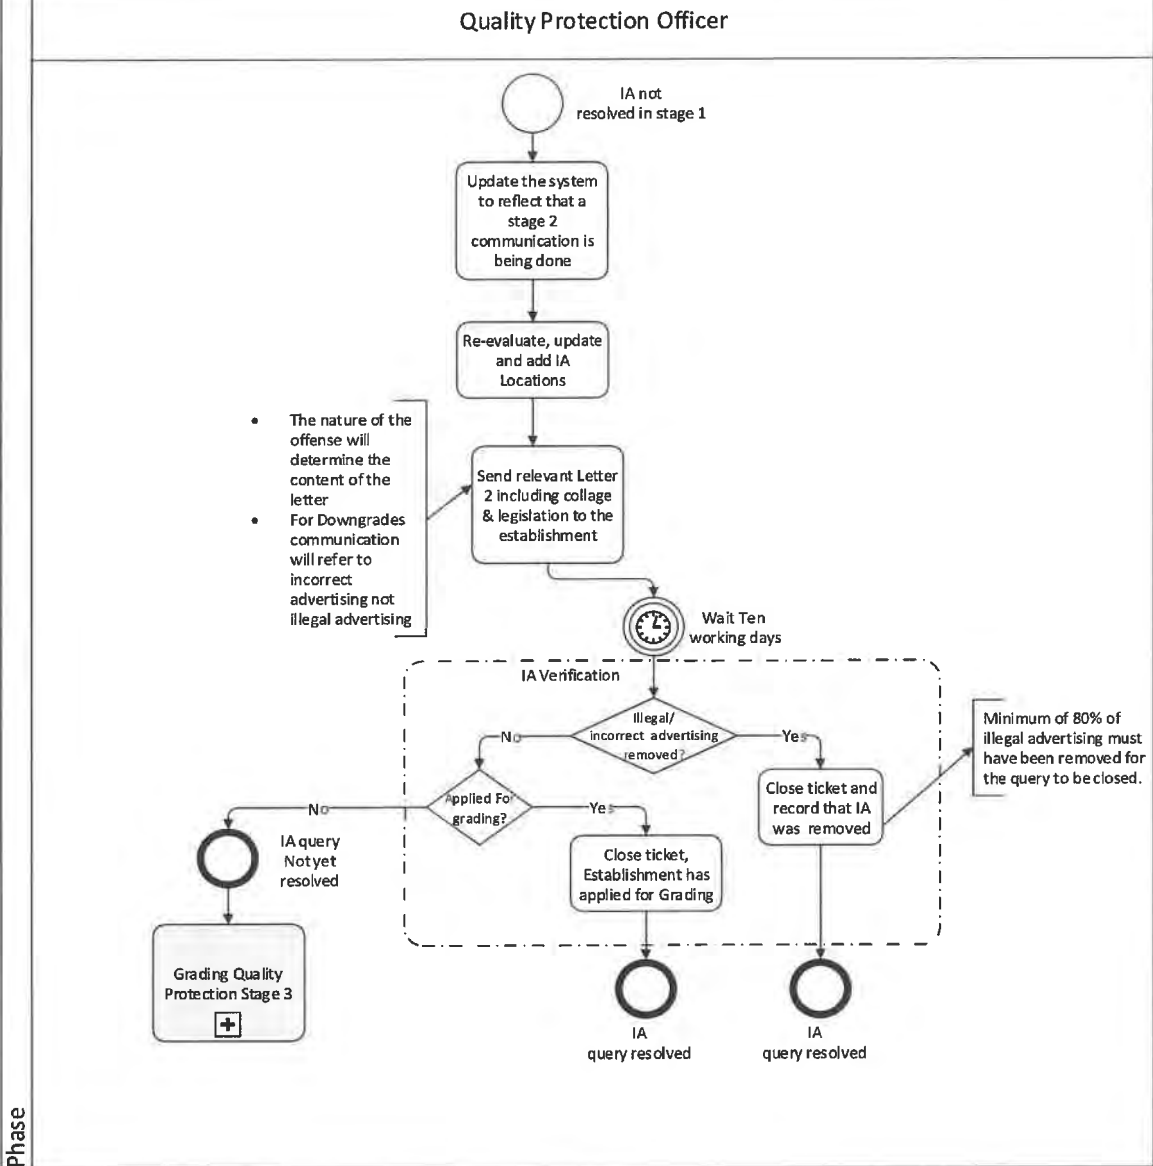 Quality Protection Officer
IA not
resolved in stage 1
Update the system
to reflect that a
stage 2
communication is
being done
Re-evaluate, update
and add IA
Locations
• The nature of the
offense will
determine the
content of the
letter
• For Downgrades
communication
will refer to
incorrect
advertising not
illegal advertising
Send relevant Letter
2 including collage
& legislation to the
establishment
Wait Ten
working days
IA Verification
Illegal/
incorrect advertising
removed?
No
Yes
Minimum of 80% of
illegal advertising must
have been removed for
the query to be closed.
Close ticket and
record that IA
was removed
Applied For
grading?
No
Yes
IA query
Not yet
resolved
Close ticket,
Establishment has
applied for Grading
Grading Quality
Protection Stage 3
IA
query resolved
IA
query resolved
Phase